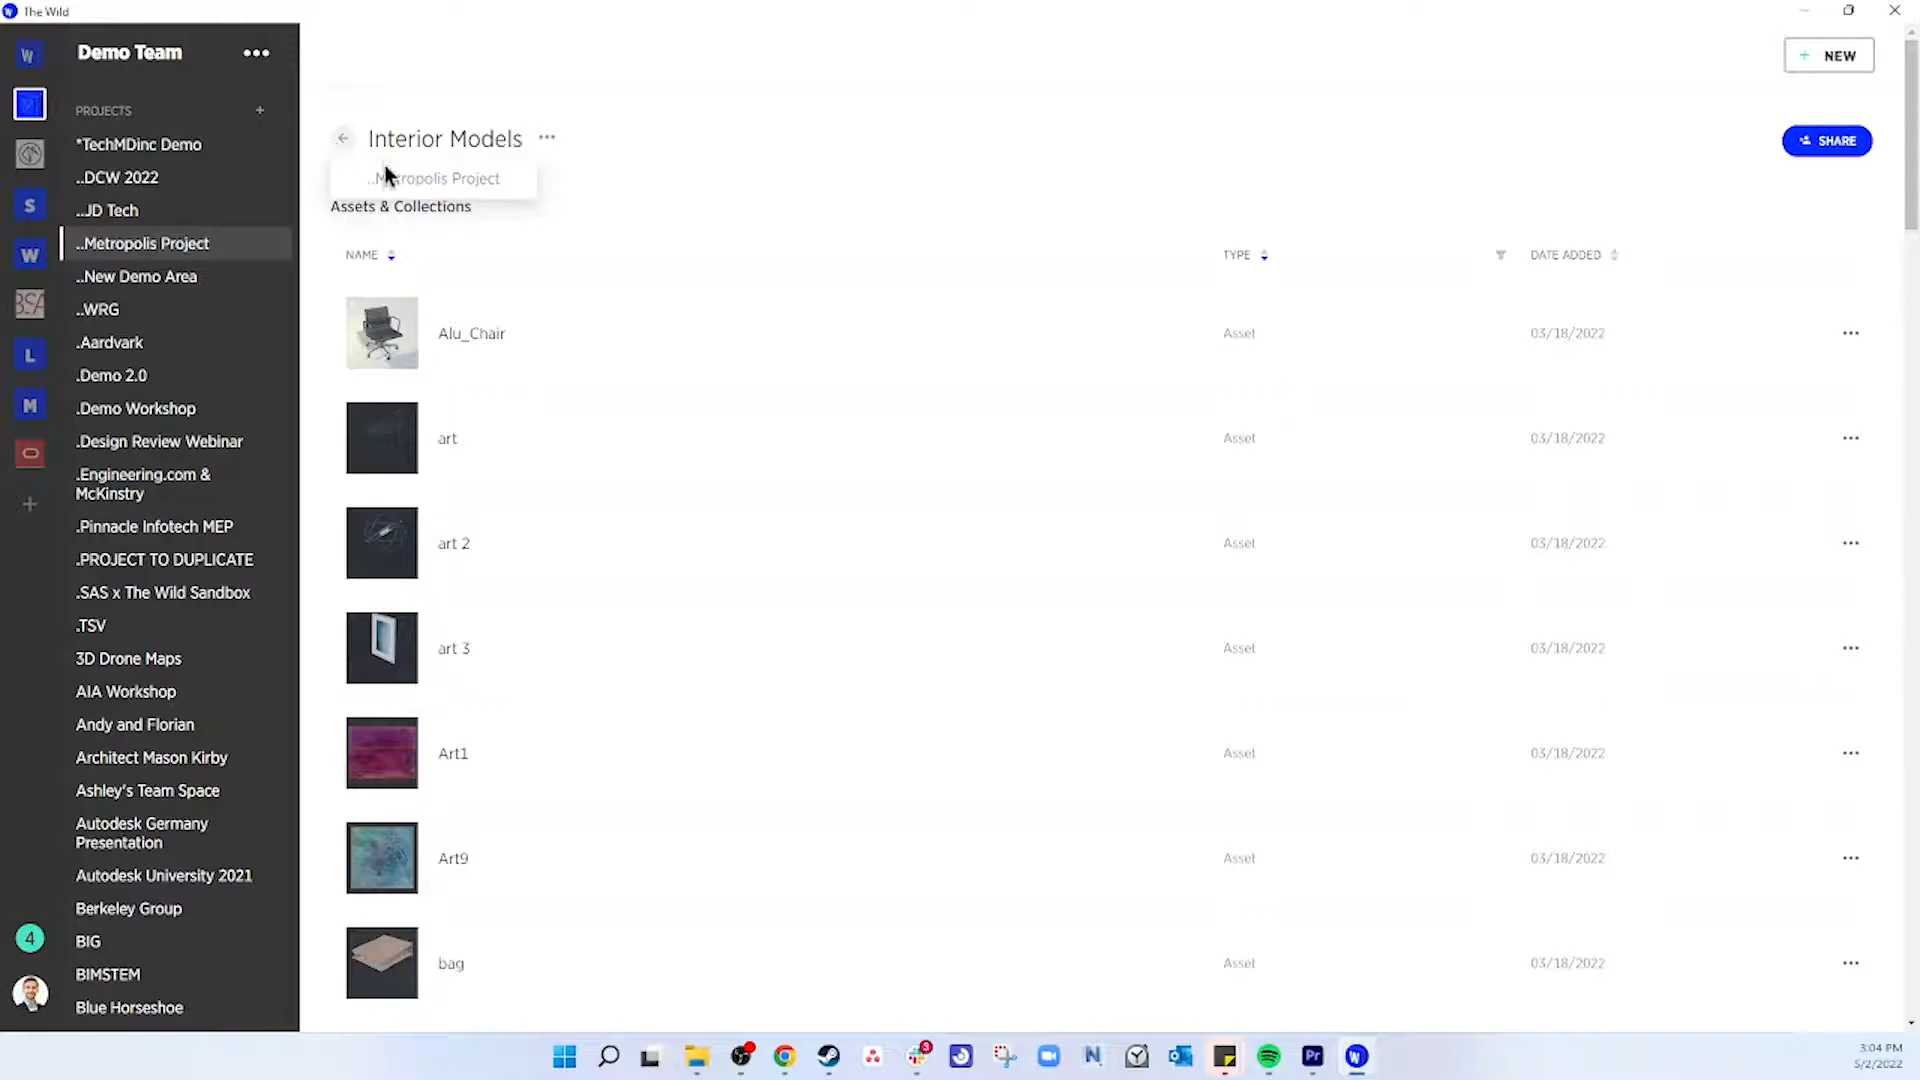 The Wild
W
Demo Team
•••
+ NEW
PROJECTS +
*TechMDinc Demo
..DCW 2022
..JD Tech
..Metropolis Project
..New Demo Area
..WRG
.Aardvark
.Demo 2.0
.Demo Workshop
.Design Review Webinar
.Engineering.com &
McKinstry
.Pinnacle Infotech MEP
.PROJECT TO DUPLICATE
.SAS x The Wild Sandbox
.TSV
3D Drone Maps
AIA Workshop
Andy and Florian
Architect Mason Kirby
Ashley's Team Space
Autodesk Germany
Presentation
Autodesk University 2021
Berkeley Group
BIG
BIMSTEM
Blue Horseshoe
S
W
BSA
L
M
4
Interior Models
SHARE
..Metropolis Project
Assets & Collections
NAME TYPE DATE ADDED
Alu_Chair Asset 03/18/2022
art Asset 03/18/2022
art 2 Asset 03/18/2022
art 3 Asset 03/18/2022
Art1 Asset 03/18/2022
Art9 Asset 03/18/2022
bag Asset 03/18/2022
3
N
Pr
W
3:04 PM
5/2/2022